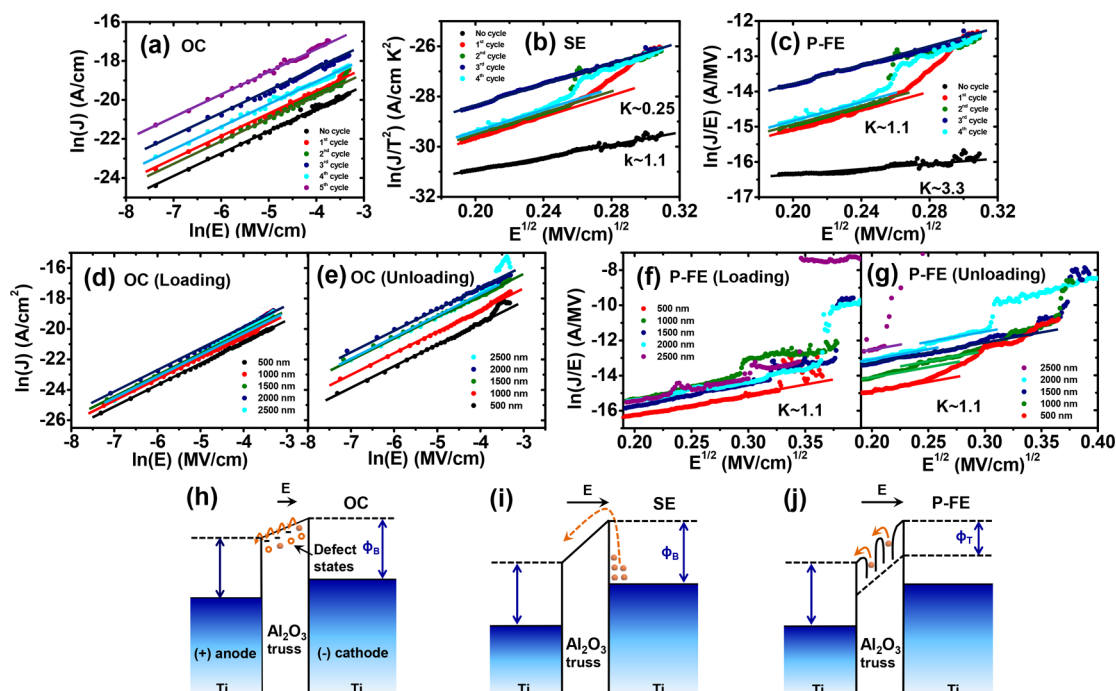 (a) OC
ln(J) (A/cm)
-16
-18
-20
-22
-24
No cycle
1st cycle
2nd cycle
3rd cycle
4th cycle
5th cycle
-8 -7 -6 -5 -4 -3
ln(E) (MV/cm)
(b) SE
ln(J/T²) (A/cm K²)
-26
-28
-30
-31
No cycle
1st cycle
2nd cycle
3rd cycle
4th cycle
K~0.25
k~1.1
0.20 0.24 0.28 0.32
E1/2 (MV/cm)1/2
(c) P-FE
ln(J/E) (A/MV)
-12
-13
-14
-15
-16
-17
No cycle
1st cycle
2nd cycle
3rd cycle
4th cycle
K~1.1
K~3.3
0.20 0.24 0.28 0.32
E1/2 (MV/cm)1/2
(d) OC (Loading)
ln(J) (A/cm²)
-16
-18
-20
-22
-24
-26
500 nm
1000 nm
1500 nm
2000 nm
2500 nm
-8 -7 -6 -5 -4 -3
ln(E) (MV/cm)
(e) OC (Unloading)
2500 nm
2000 nm
1500 nm
1000 nm
500 nm
-7 -6 -5 -4 -3
ln(E) (MV/cm)
(f) P-FE (Loading)
ln(J/E) (A/MV)
-8
-10
-12
-14
-16
500 nm
1000 nm
1500 nm
2000 nm
2500 nm
K~1.1
0.20 0.25 0.30 0.35
E1/2 (MV/cm)1/2
(g) P-FE (Unloading)
2500 nm
2000 nm
1500 nm
1000 nm
500 nm
K~1.1
0.20 0.25 0.30 0.35 0.40
E1/2 (MV/cm)1/2
(h) E OC
Defect
states
ϕB
Al2O3
truss
(+) anode
(-) cathode
Ti
Ti
(i) E SE
ϕB
Al2O3
truss
Ti
Ti
(j) E P-FE
ϕT
Al2O3
truss
Ti
Ti